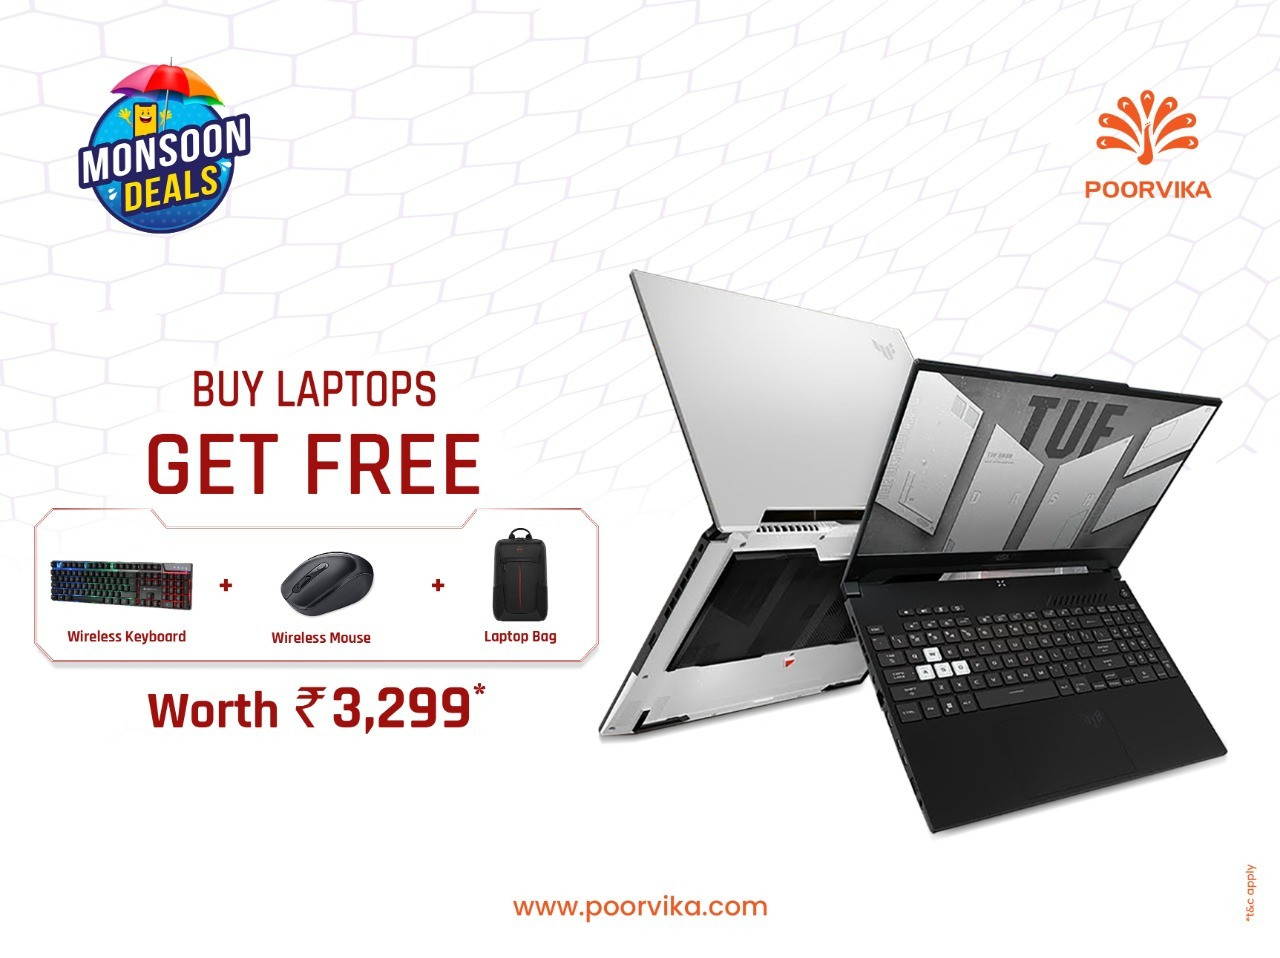 MONSOON
DEALS
POORVIKA
BUY LAPTOPS
GET FREE
Wireless Keyboard
+
Wireless Mouse
+
Laptop Bag
Worth ₹3,299*
TUF
DASH
www.poorvika.com
*t&c apply